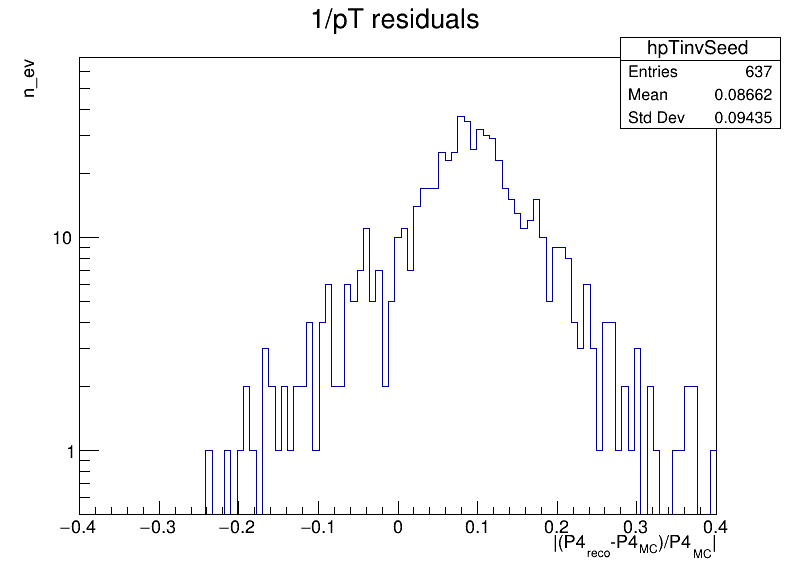 1/pT residuals
hpTinvSeed
Entries 637
Mean 0.08662
Std Dev 0.09435
n_ev
10
1
−0.4 −0.3 −0.2 −0.1 0 0.1 0.2 0.3 0.4
|(P4reco-P4MC)/P4MC|